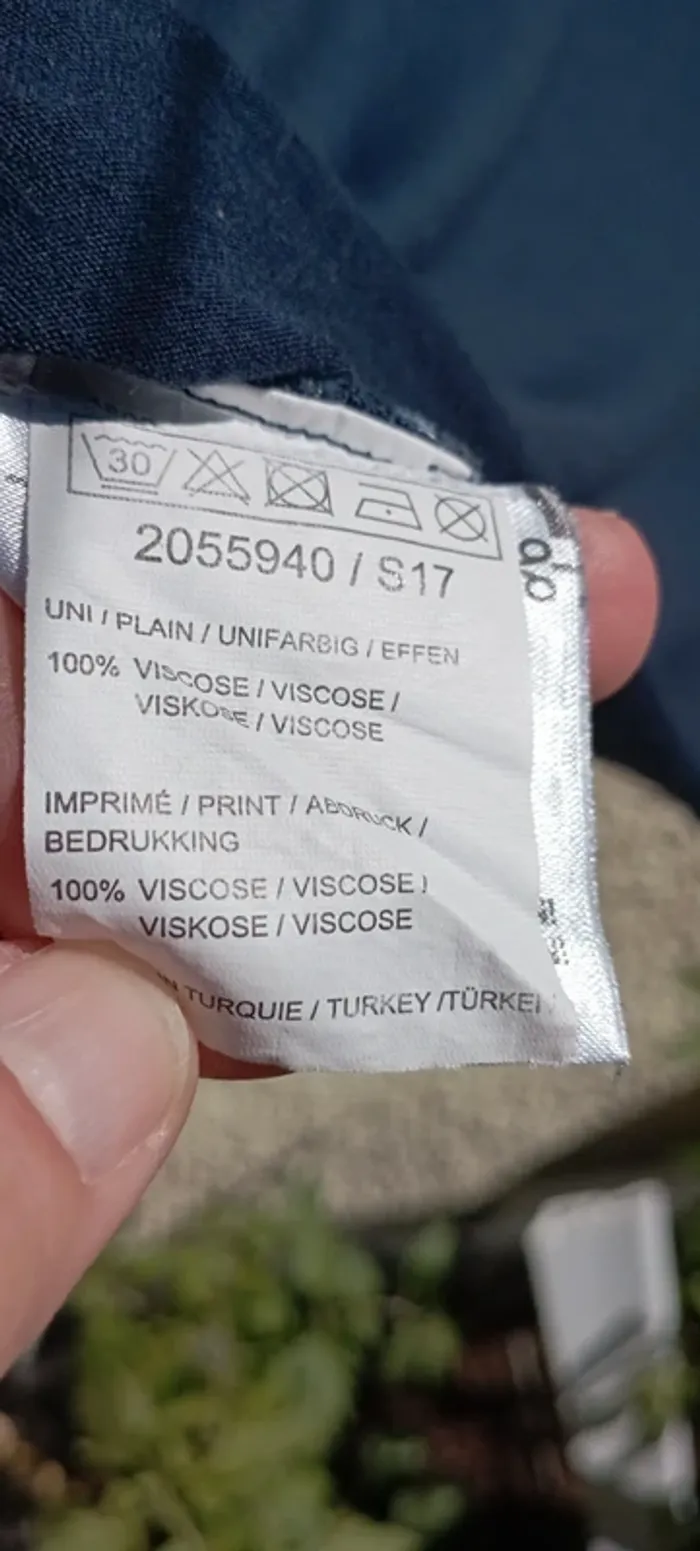 30
2055940 / S17
UNI / PLAIN / UNIFARBIG / EFFEN
100% VISCOSE / VISCOSE /
VISKOSE / VISCOSE
IMPRIMÉ / PRINT / ABDRUCK /
BEDRUKKING
100% VISCOSE / VISCOSE /
VISKOSE / VISCOSE
TURQUIE / TURKEY /TÜRKEI